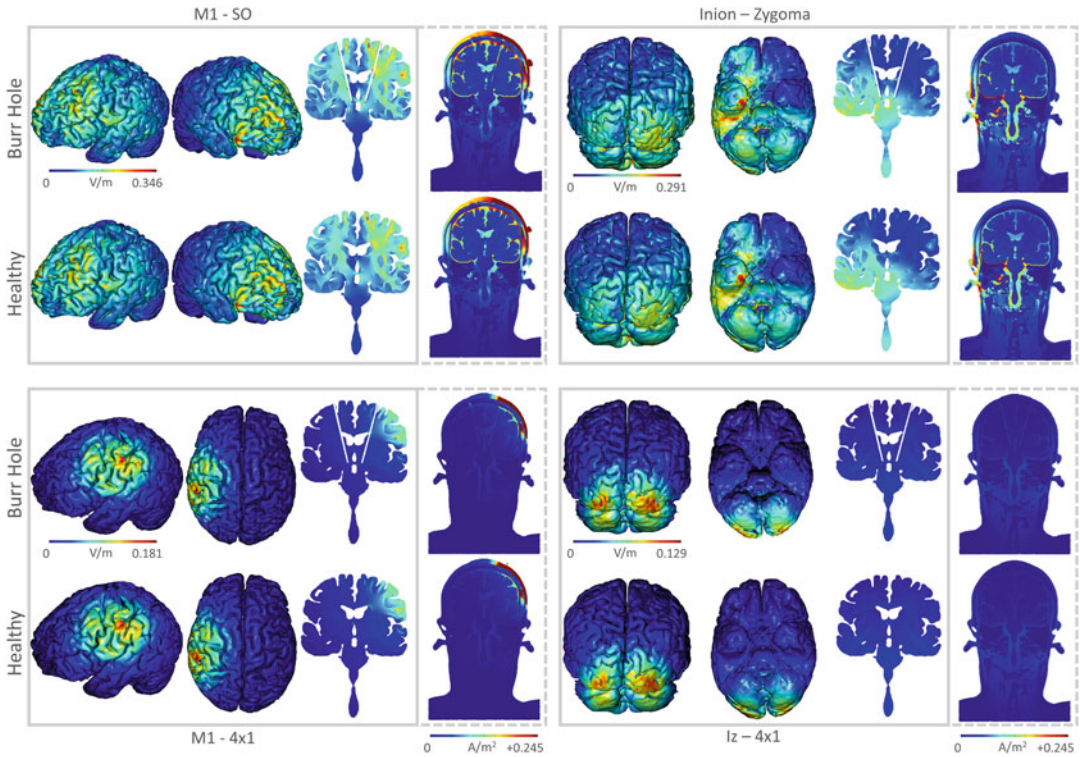 M1 - SO
Inion – Zygoma
Burr Hole
0 V/m 0.346
0 V/m 0.291
Healthy
Burr Hole
0 V/m 0.181
0 V/m 0.129
Healthy
M1 - 4x1
0 A/m² +0.245
Iz – 4x1
0 A/m² +0.245